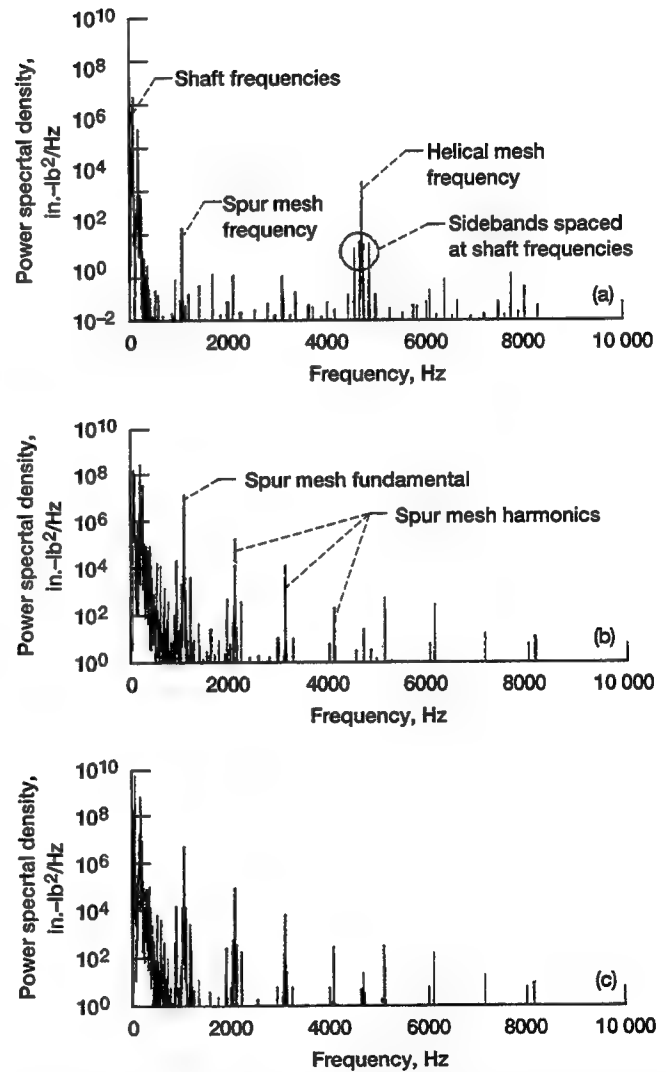 Power specrtal density,
in.–lb²/Hz
10¹⁰
10⁸
10⁶
10⁴
10²
10⁰
10–²
Shaft frequencies
Spur mesh
frequency
Helical mesh
frequency
Sidebands spaced
at shaft frequencies
(a)
0 2000 4000 6000 8000 10 000
Frequency, Hz
Power specrtal density,
in.–lb²/Hz
10¹⁰
10⁸
10⁶
10⁴
10²
10⁰
Spur mesh fundamental
Spur mesh harmonics
(b)
0 2000 4000 6000 8000 10 000
Frequency, Hz
Power specrtal density,
in.–lb²/Hz
10¹⁰
10⁸
10⁶
10⁴
10²
10⁰
(c)
0 2000 4000 6000 8000 10 000
Frequency, Hz